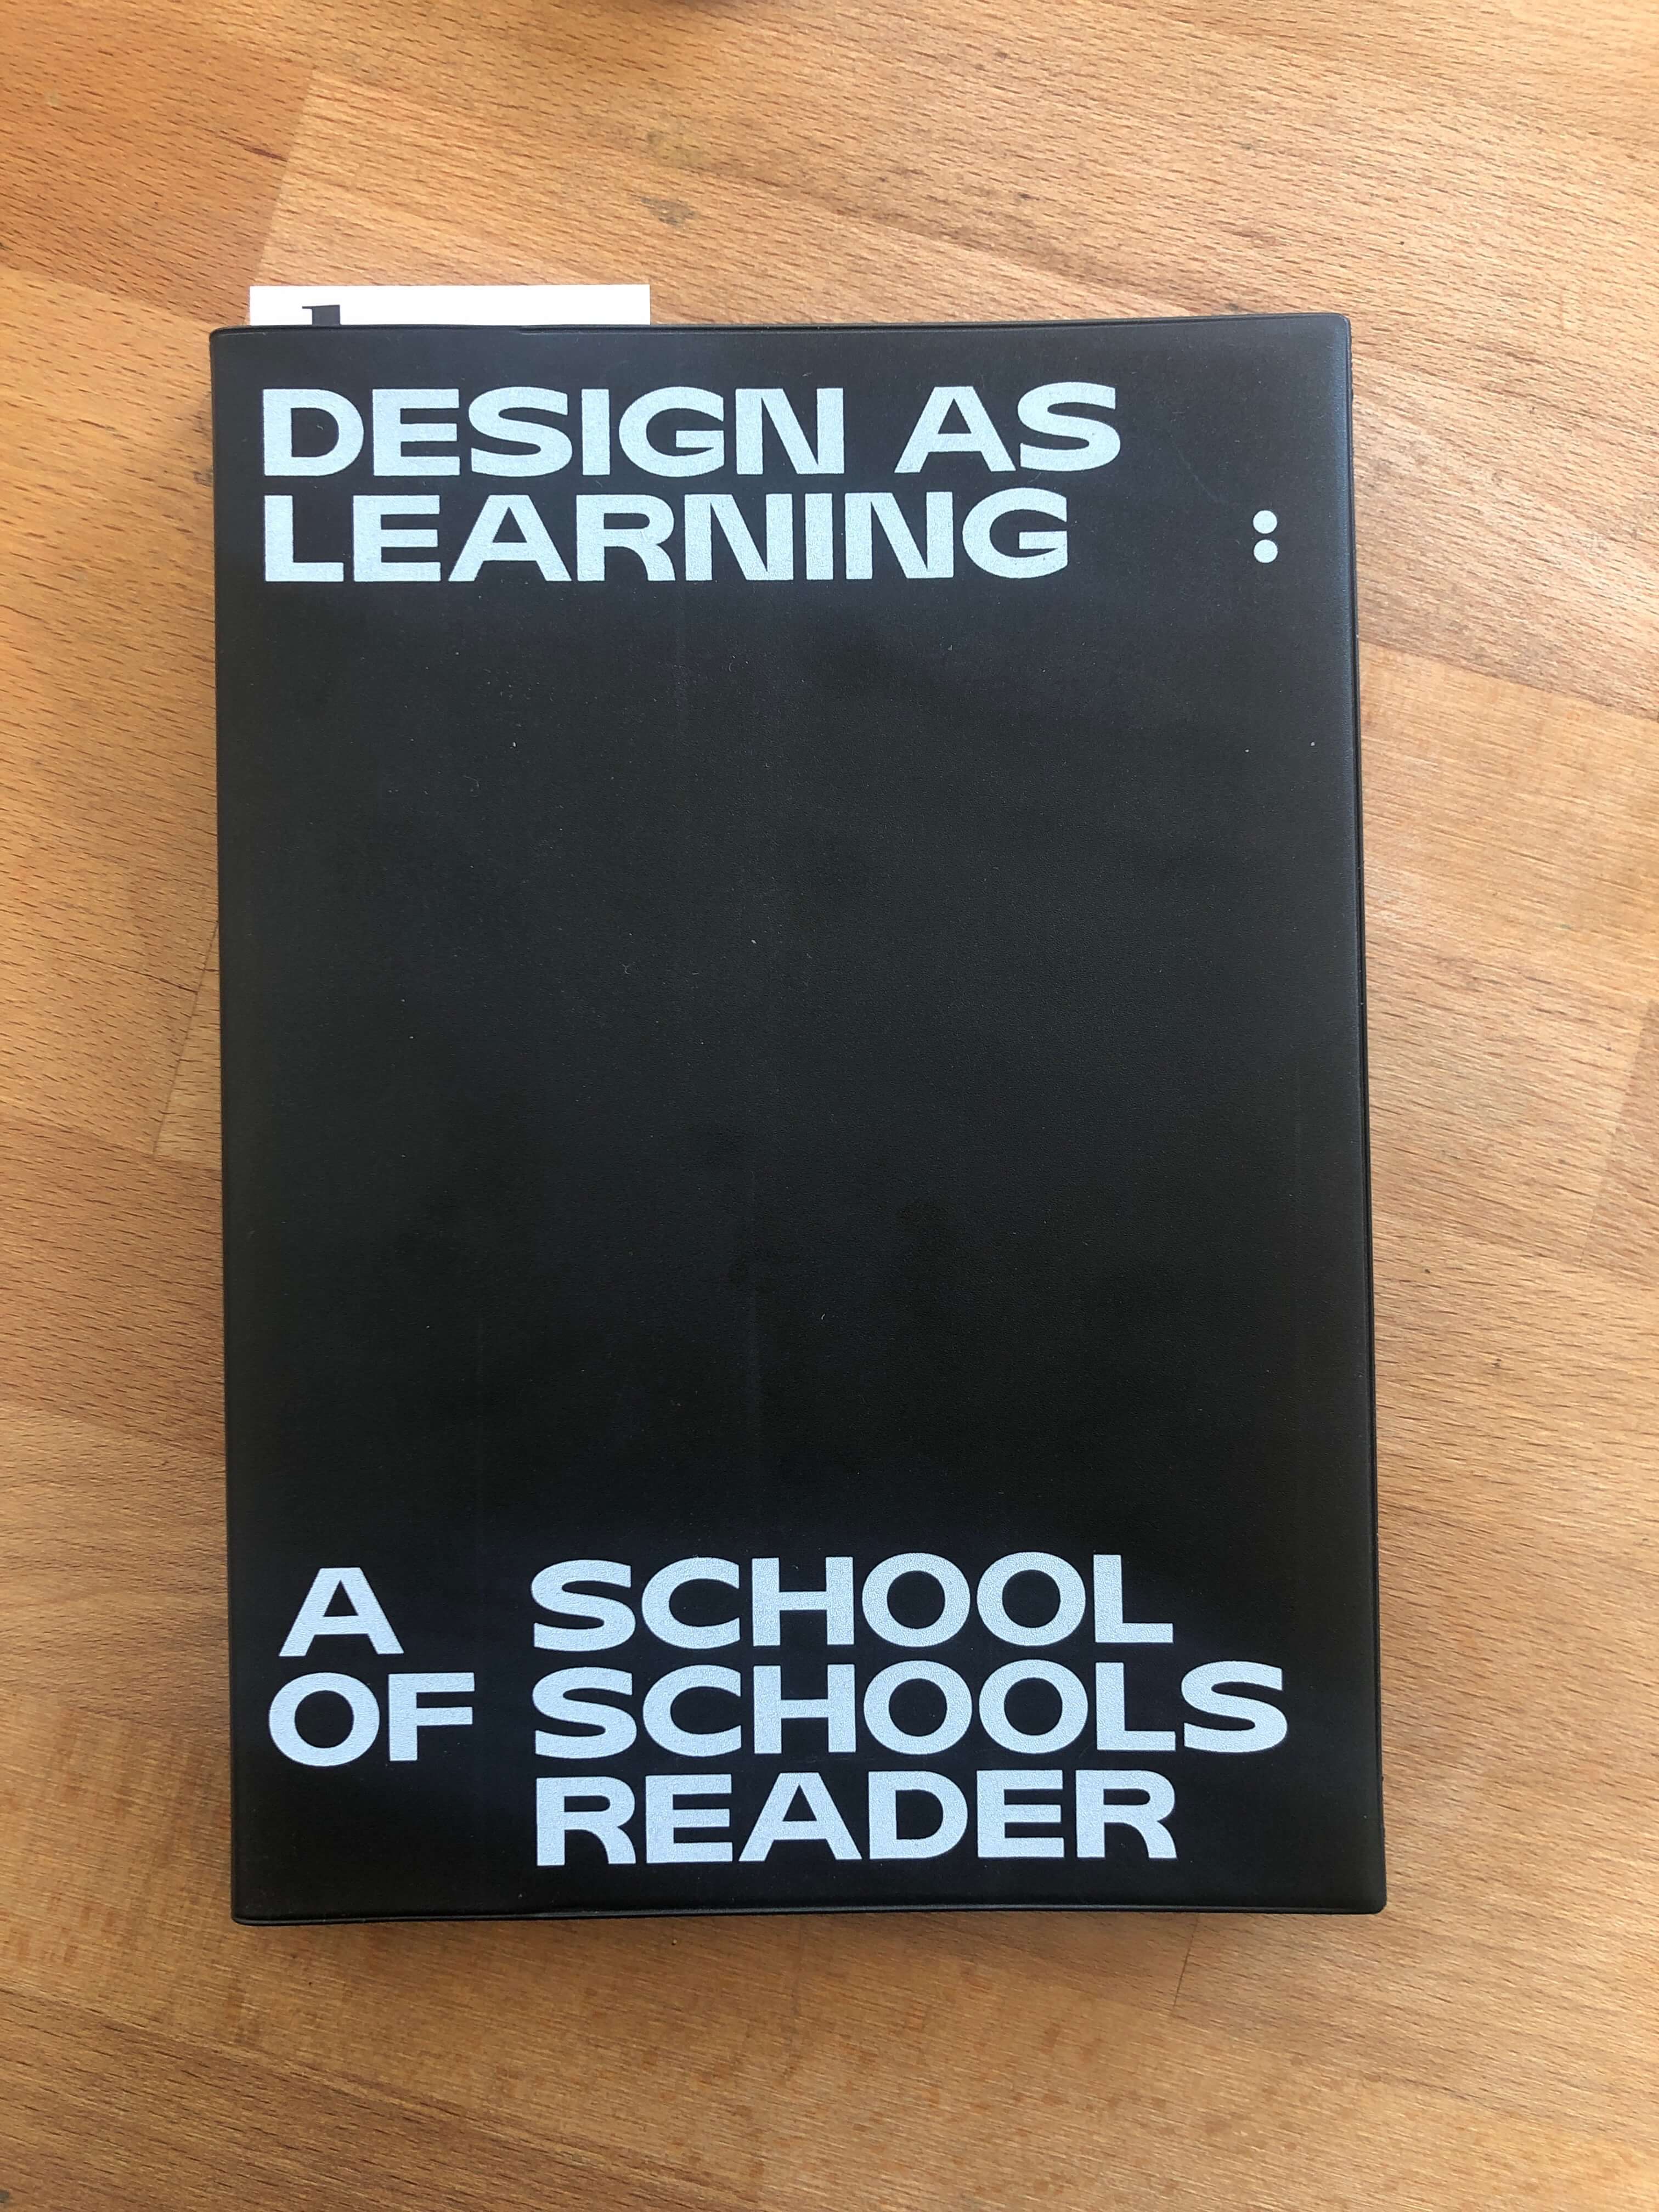 DESIGN AS
LEARNING :
A SCHOOL
OF SCHOOLS
READER